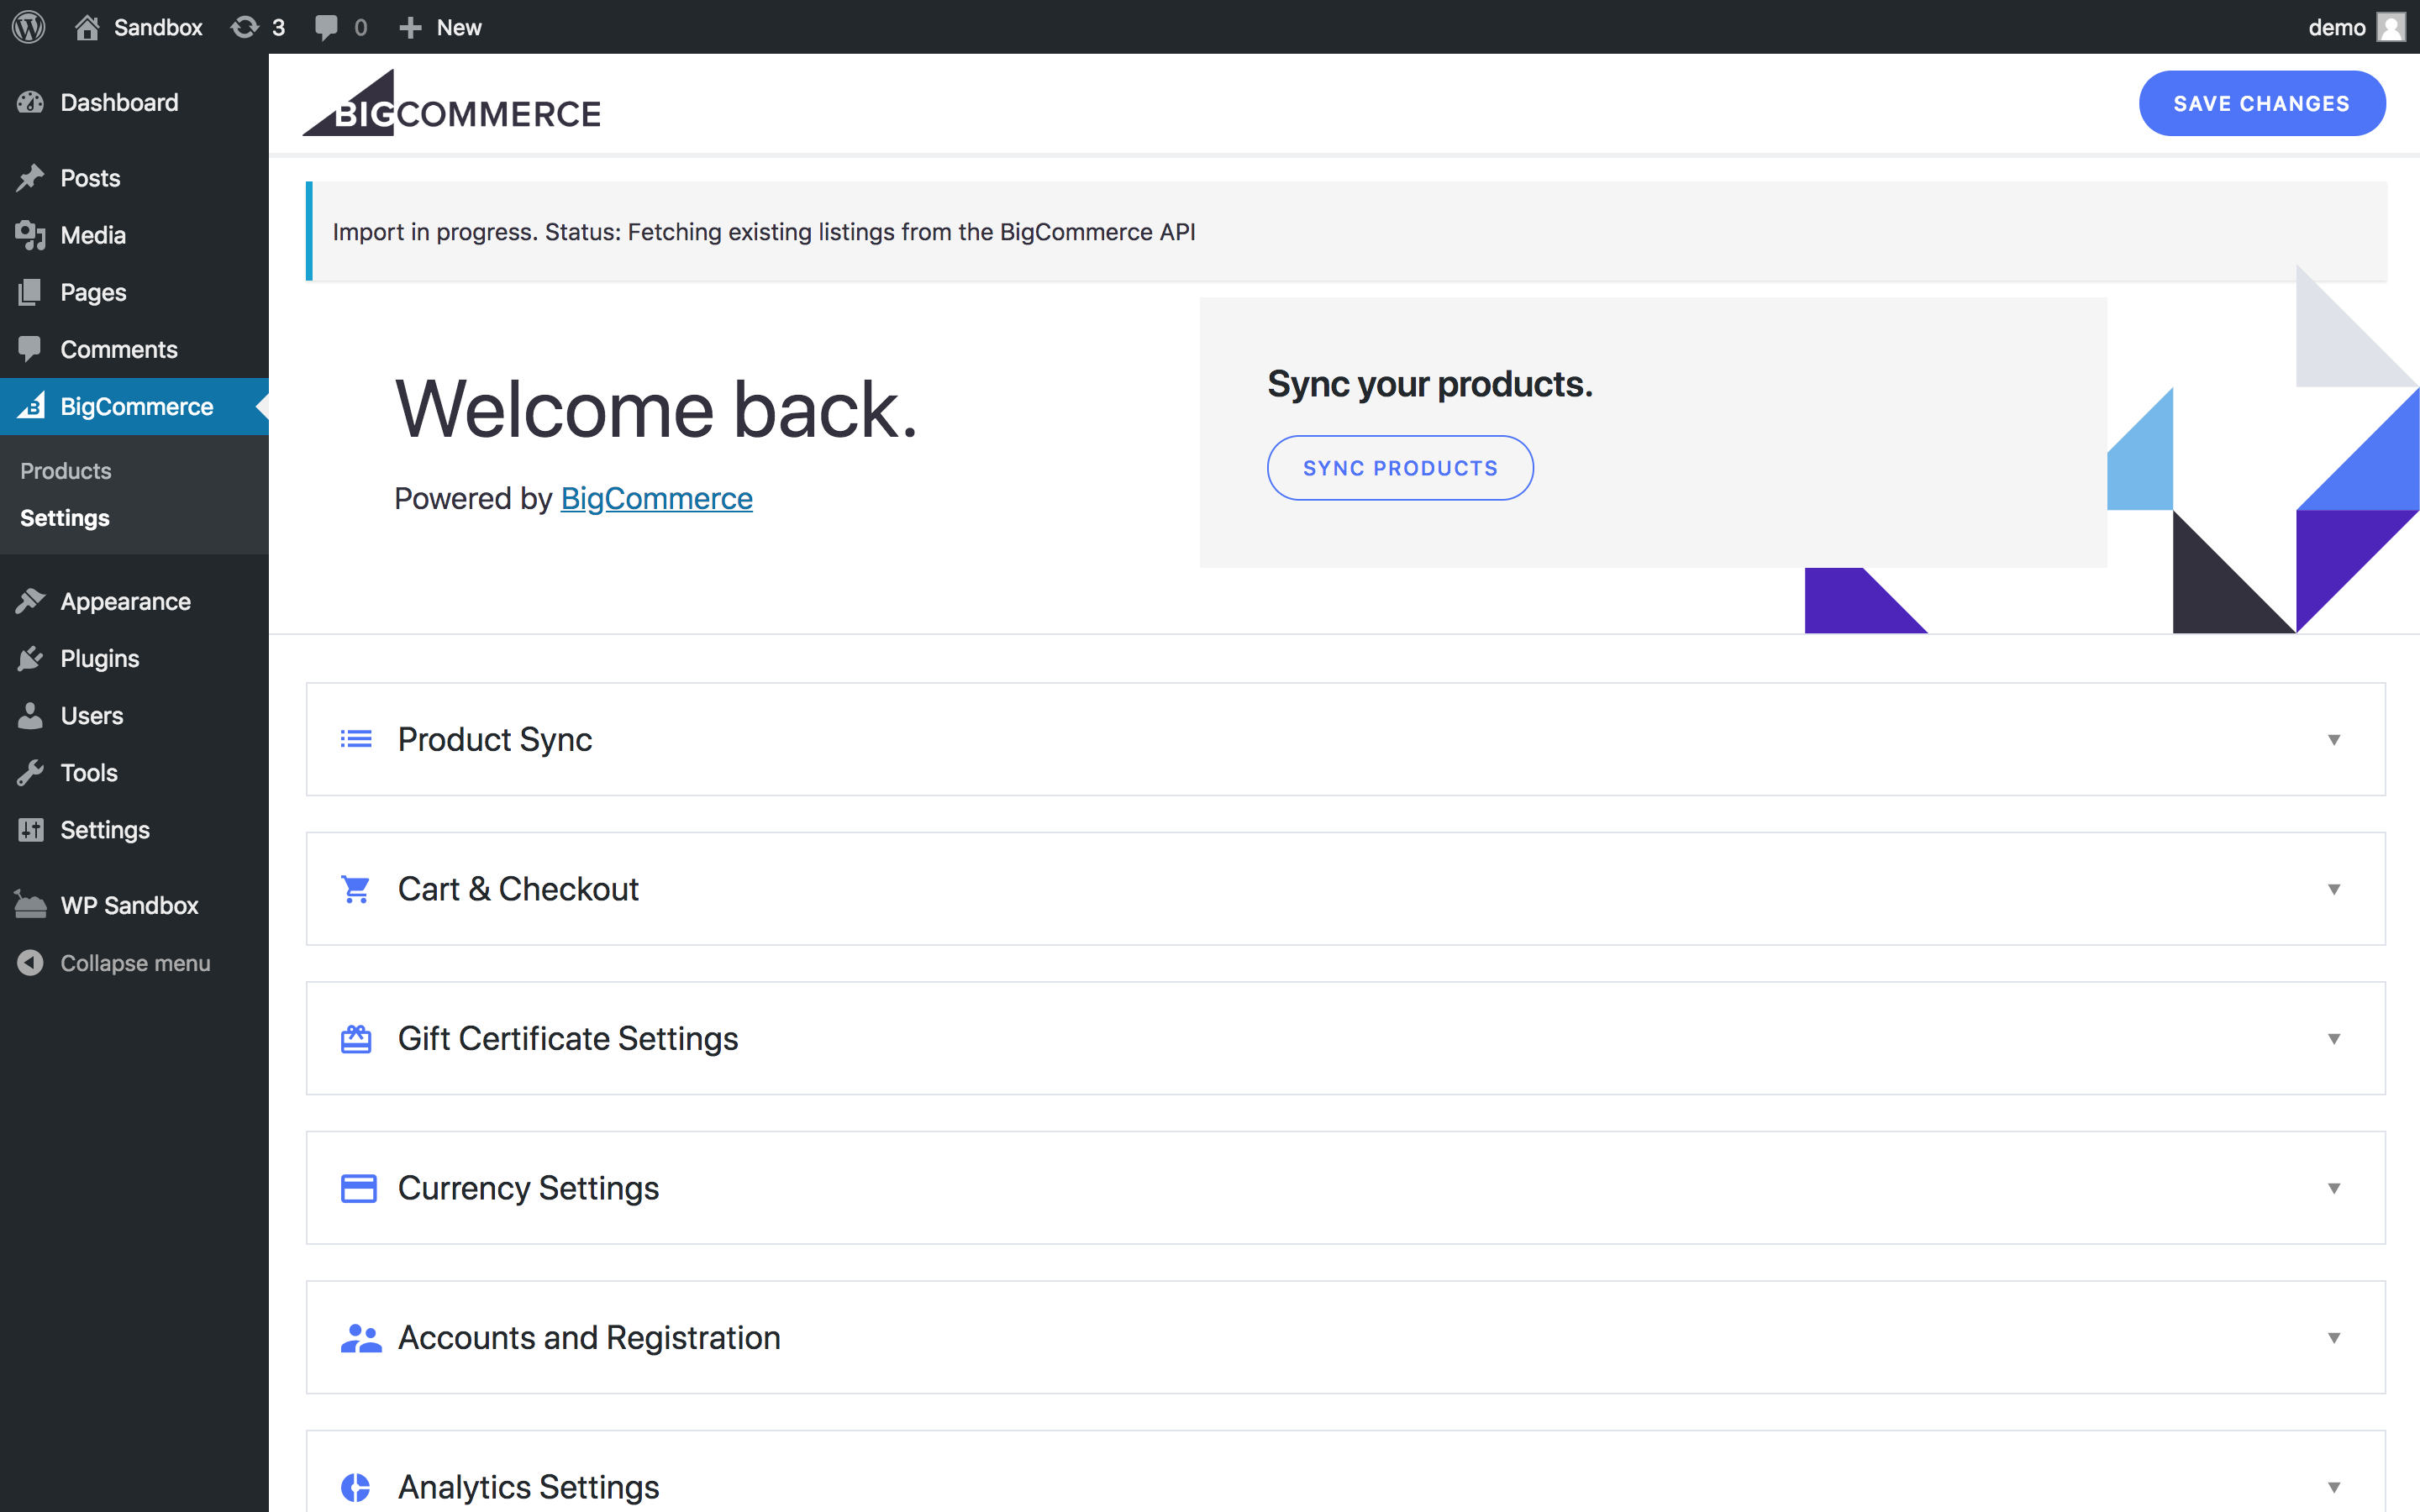 Sandbox 3 0 New demo
Dashboard
Posts
Media
Pages
Comments
BigCommerce
Products
Settings
Appearance
Plugins
Users
Tools
Settings
WP Sandbox
Collapse menu
BIGCOMMERCE
SAVE CHANGES
Import in progress. Status: Fetching existing listings from the BigCommerce API
Welcome back.
Powered by BigCommerce
Sync your products.
SYNC PRODUCTS
Product Sync
Cart & Checkout
Gift Certificate Settings
Currency Settings
Accounts and Registration
Analytics Settings